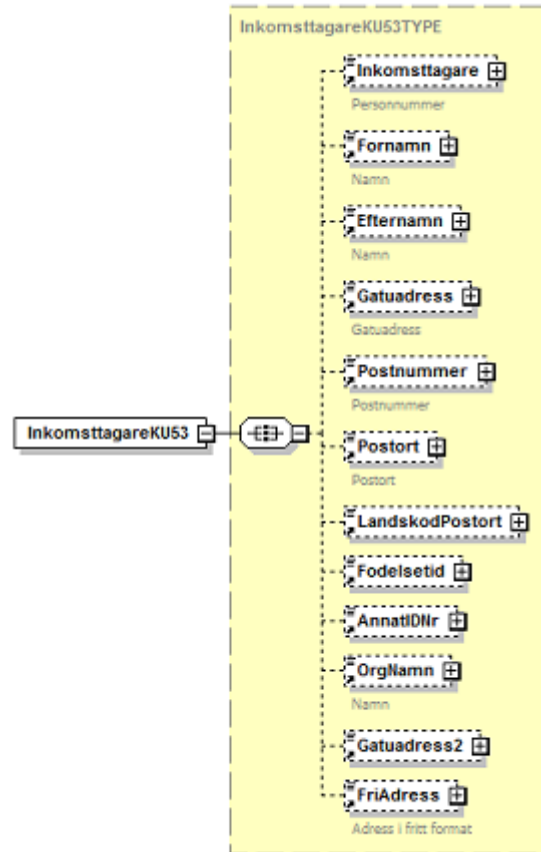 InkomsttagareKU53TYPE
Inkomsttagare
Personnummer
Fornamn
Namn
Efternamn
Namn
Gatuadress
Gatuadress
Postnummer
Postnummer
InkomsttagareKU53
Postort
Postort
LandskodPostort
Fodelsetid
AnnatIDNr
OrgNamn
Namn
Gatuadress2
FriAdress
Adress i fritt format